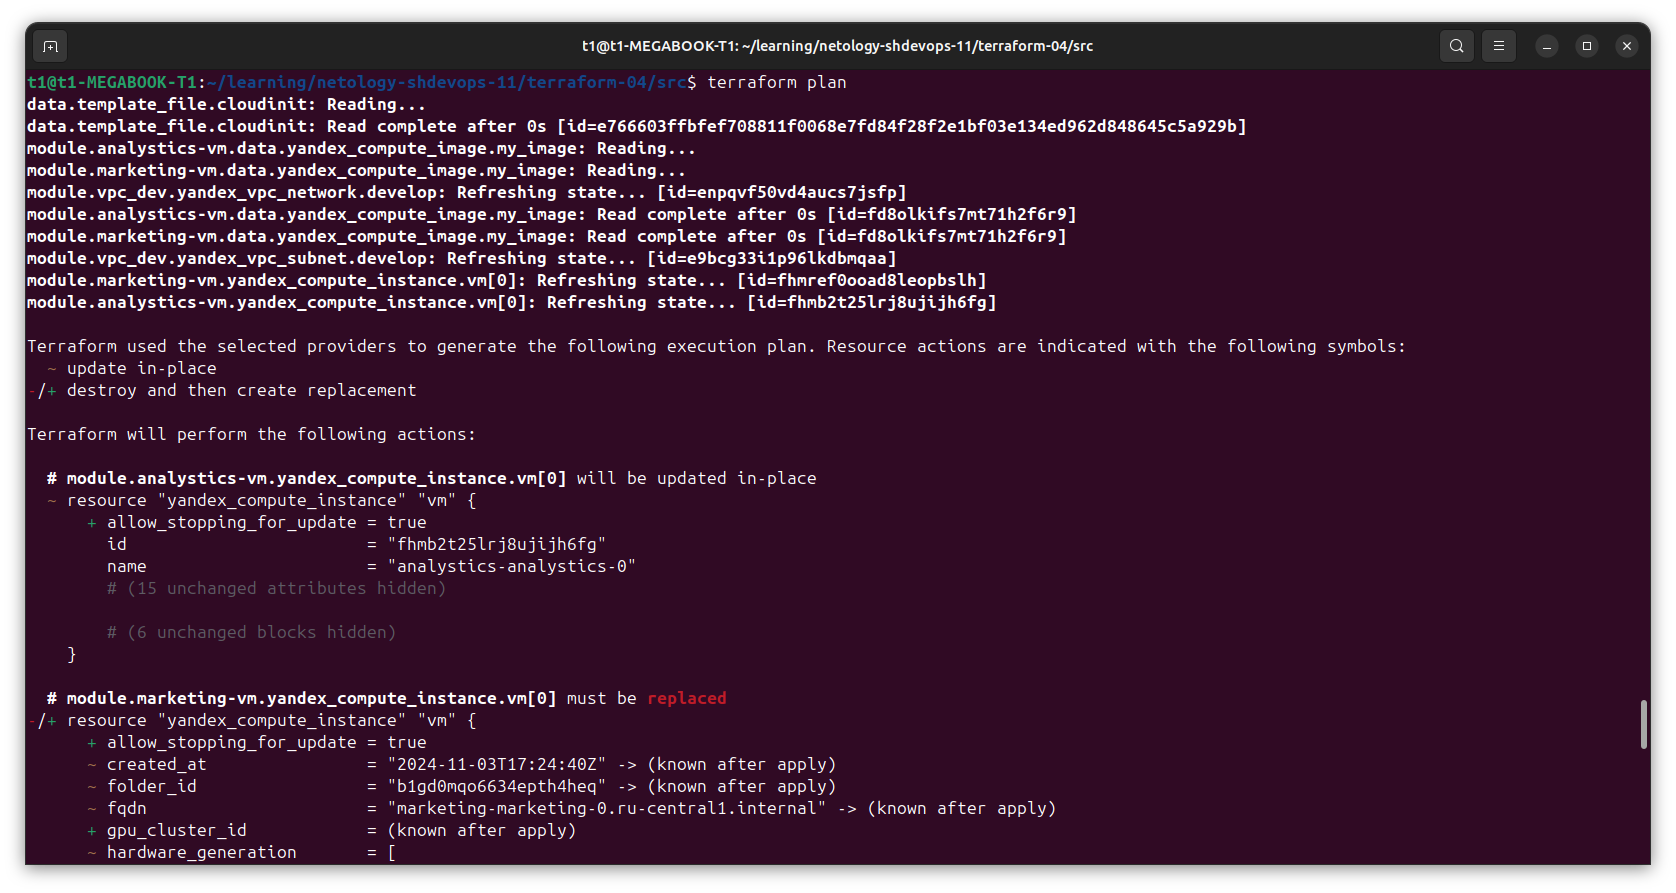 t1@t1-MEGABOOK-T1: ~/learning/netology-shdevops-11/terraform-04/src
t1@t1-MEGABOOK-T1:~/learning/netology-shdevops-11/terraform-04/src$ terraform plan
data.template_file.cloudinit: Reading...
data.template_file.cloudinit: Read complete after 0s [id=e766603ffbfef708811f0068e7fd84f28f2e1bf03e134ed962d848645c5a929b]
module.analystics-vm.data.yandex_compute_image.my_image: Reading...
module.marketing-vm.data.yandex_compute_image.my_image: Reading...
module.vpc_dev.yandex_vpc_network.develop: Refreshing state... [id=enpqvf50vd4aucs7jsfp]
module.analystics-vm.data.yandex_compute_image.my_image: Read complete after 0s [id=fd8olkifs7mt71h2f6r9]
module.marketing-vm.data.yandex_compute_image.my_image: Read complete after 0s [id=fd8olkifs7mt71h2f6r9]
module.vpc_dev.yandex_vpc_subnet.develop: Refreshing state... [id=e9bcg33i1p96lkdbmqaa]
module.marketing-vm.yandex_compute_instance.vm[0]: Refreshing state... [id=fhmref0ooad8leopbslh]
module.analystics-vm.yandex_compute_instance.vm[0]: Refreshing state... [id=fhmb2t25lrj8ujijh6fg]
Terraform used the selected providers to generate the following execution plan. Resource actions are indicated with the following symbols:
  ~ update in-place
-/+ destroy and then create replacement
Terraform will perform the following actions:
  # module.analystics-vm.yandex_compute_instance.vm[0] will be updated in-place
  ~ resource "yandex_compute_instance" "vm" {
      + allow_stopping_for_update = true
        id                        = "fhmb2t25lrj8ujijh6fg"
        name                      = "analystics-analystics-0"
        # (15 unchanged attributes hidden)
        # (6 unchanged blocks hidden)
    }
  # module.marketing-vm.yandex_compute_instance.vm[0] must be replaced
-/+ resource "yandex_compute_instance" "vm" {
      + allow_stopping_for_update = true
      ~ created_at                = "2024-11-03T17:24:40Z" -> (known after apply)
      ~ folder_id                 = "b1gd0mqo6634epth4heq" -> (known after apply)
      ~ fqdn                      = "marketing-marketing-0.ru-central1.internal" -> (known after apply)
      + gpu_cluster_id            = (known after apply)
      ~ hardware_generation       = [